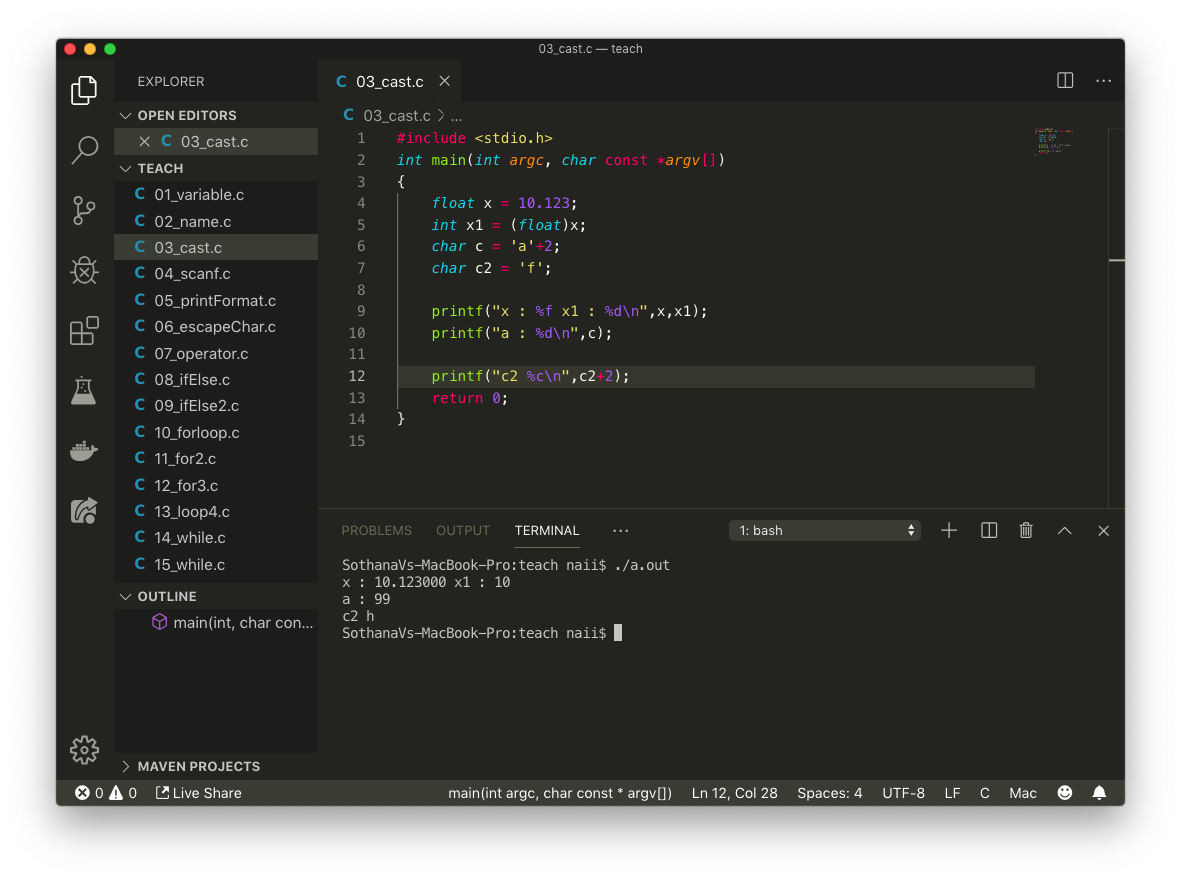 03_cast.c — teach
EXPLORER
OPEN EDITORS
C 03_cast.c
TEACH
C 01_variable.c
C 02_name.c
C 03_cast.c
C 04_scanf.c
C 05_printFormat.c
C 06_escapeChar.c
C 07_operator.c
C 08_ifElse.c
C 09_ifElse2.c
C 10_forloop.c
C 11_for2.c
C 12_for3.c
C 13_loop4.c
C 14_while.c
C 15_while.c
OUTLINE
main(int, char con...
MAVEN PROJECTS
C 03_cast.c
C 03_cast.c > ...
1 #include <stdio.h>
2 int main(int argc, char const *argv[])
3 {
4 float x = 10.123;
5 int x1 = (float)x;
6 char c = 'a'+2;
7 char c2 = 'f';
8
9 printf("x : %f x1 : %d\n",x,x1);
10 printf("a : %d\n",c);
11
12 printf("c2 %c\n",c2+2);
13 return 0;
14 }
15
PROBLEMS OUTPUT TERMINAL ··· 1: bash
SothanaVs-MacBook-Pro:teach naii$ ./a.out
x : 10.123000 x1 : 10
a : 99
c2 h
SothanaVs-MacBook-Pro:teach naii$
0 0 Live Share main(int argc, char const * argv[]) Ln 12, Col 28 Spaces: 4 UTF-8 LF C Mac